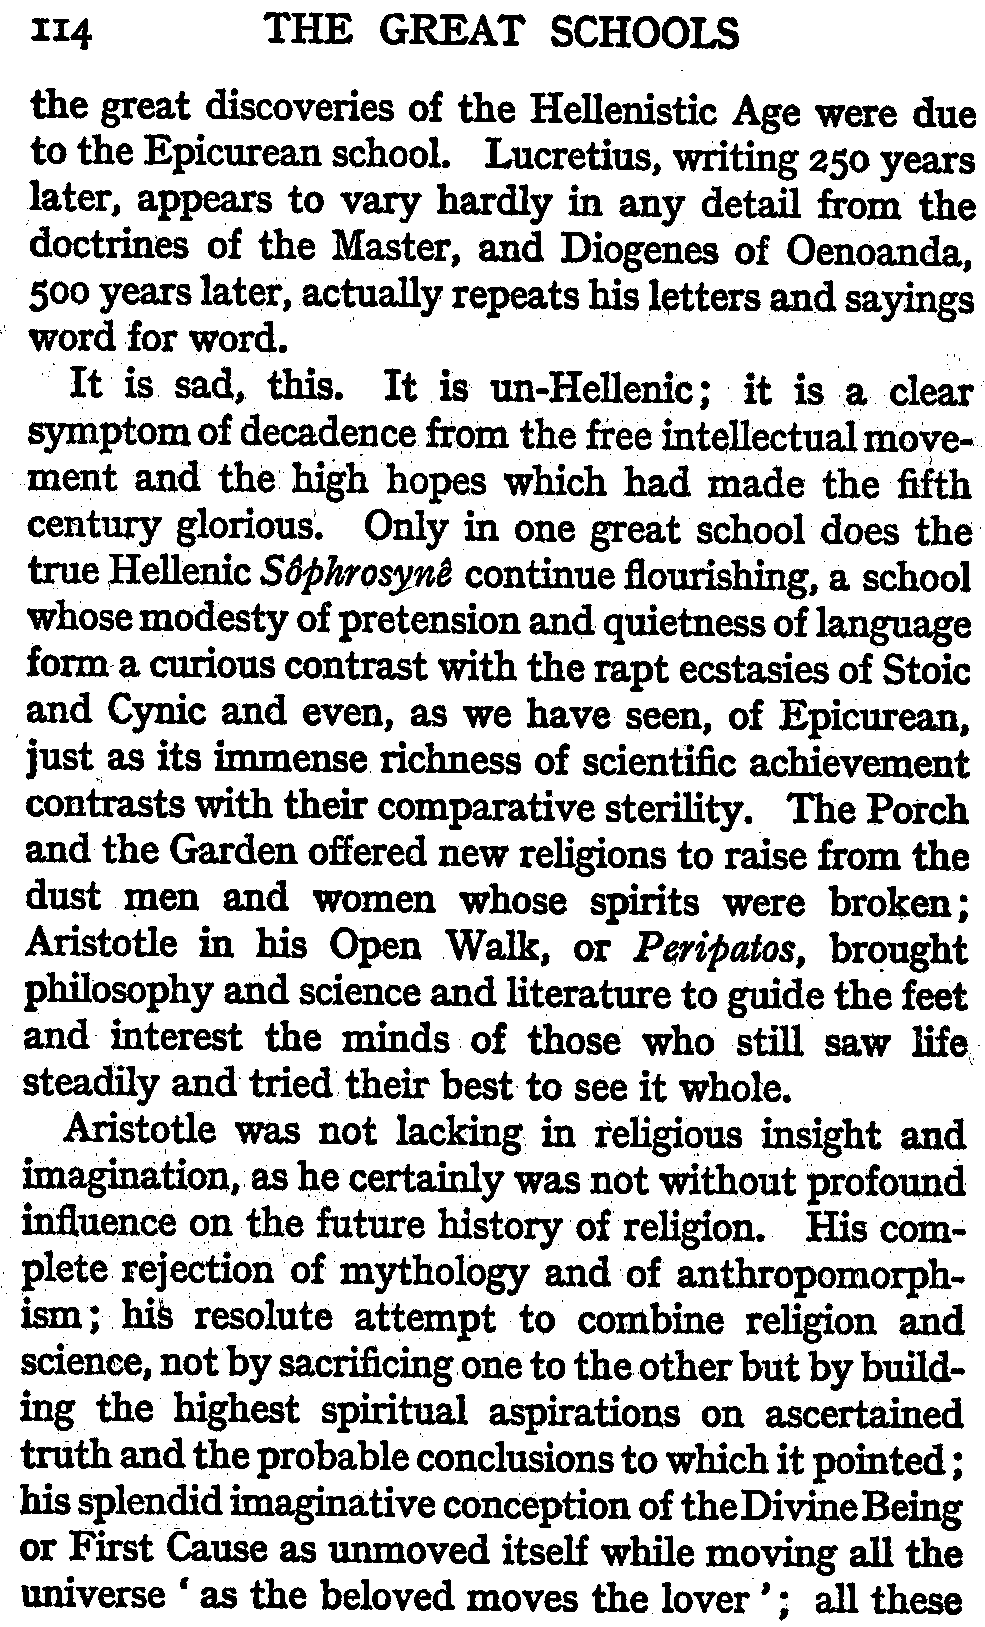 114 THE GREAT SCHOOLS
the great discoveries of the Hellenistic Age were due
to the Epicurean school. Lucretius, writing 250 years
later, appears to vary hardly in any detail from the
doctrines of the Master, and Diogenes of Oenoanda,
500 years later, actually repeats his letters and sayings
word for word.
It is sad, this. It is un-Hellenic; it is a clear
symptom of decadence from the free intellectual move-
ment and the high hopes which had made the fifth
century glorious. Only in one great school does the
true Hellenic Sôphrosynê continue flourishing, a school
whose modesty of pretension and quietness of language
form a curious contrast with the rapt ecstasies of Stoic
and Cynic and even, as we have seen, of Epicurean,
just as its immense richness of scientific achievement
contrasts with their comparative sterility. The Porch
and the Garden offered new religions to raise from the
dust men and women whose spirits were broken;
Aristotle in his Open Walk, or Peripatos, brought
philosophy and science and literature to guide the feet
and interest the minds of those who still saw life
steadily and tried their best to see it whole.
Aristotle was not lacking in religious insight and
imagination, as he certainly was not without profound
influence on the future history of religion. His com-
plete rejection of mythology and of anthropomorph-
ism; his resolute attempt to combine religion and
science, not by sacrificing one to the other but by build-
ing the highest spiritual aspirations on ascertained
truth and the probable conclusions to which it pointed;
his splendid imaginative conception of the Divine Being
or First Cause as unmoved itself while moving all the
universe ' as the beloved moves the lover '; all these